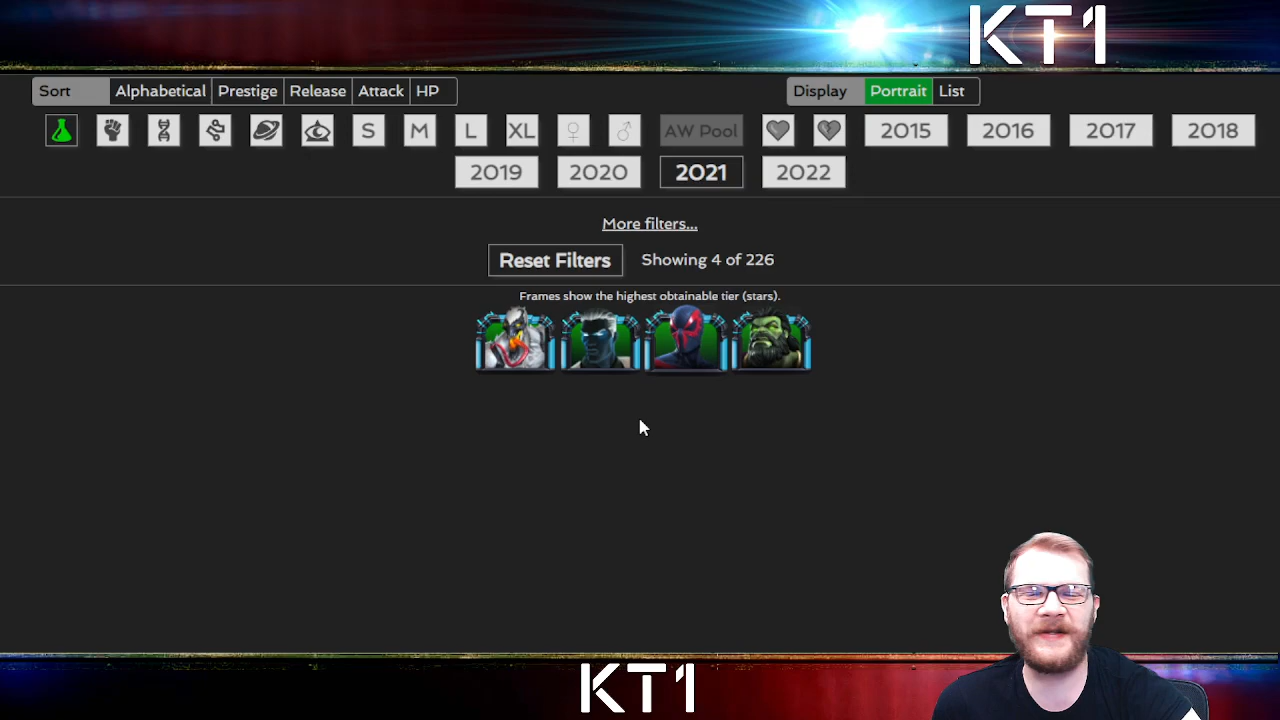 KT1
Sort Alphabetical Prestige Release Attack HP Display Portrait List
S M L XL ♀ ♂ AW Pool 2015 2016 2017 2018
2019 2020 2021 2022
More filters...
Reset Filters Showing 4 of 226
Frames show the highest obtainable tier (stars).
KT1